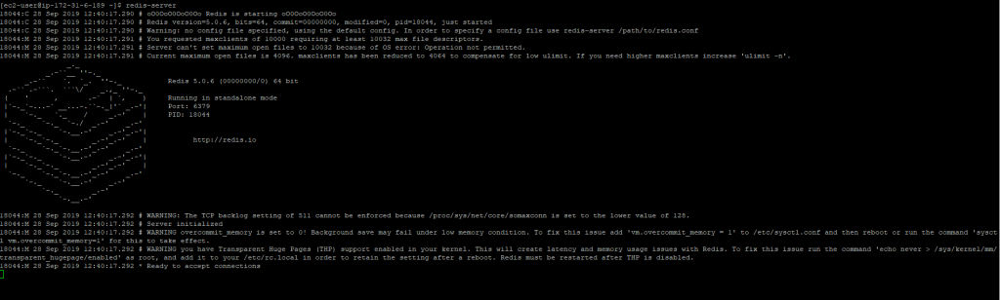 [ec2-user@ip-172-31-6-189 ~]$ redis-server
18044:C 28 Sep 2019 12:40:17.290 # oO0OoO0OoO0Oo Redis is starting oO0OoO0OoO0Oo
18044:C 28 Sep 2019 12:40:17.290 # Redis version=5.0.6, bits=64, commit=00000000, modified=0, pid=18044, just started
18044:C 28 Sep 2019 12:40:17.290 # Warning: no config file specified, using the default config. In order to specify a config file use redis-server /path/to/redis.conf
18044:M 28 Sep 2019 12:40:17.291 # You requested maxclients of 10000 requiring at least 10032 max file descriptors.
18044:M 28 Sep 2019 12:40:17.291 # Server can't set maximum open files to 10032 because of OS error: Operation not permitted.
18044:M 28 Sep 2019 12:40:17.291 # Current maximum open files is 4096. maxclients has been reduced to 4064 to compensate for low ulimit. If you need higher maxclients increase 'ulimit -n'.
Redis 5.0.6 (00000000/0) 64 bit
Running in standalone mode
Port: 6379
PID: 18044
http://redis.io
18044:M 28 Sep 2019 12:40:17.292 # WARNING: The TCP backlog setting of 511 cannot be enforced because /proc/sys/net/core/somaxconn is set to the lower value of 128.
18044:M 28 Sep 2019 12:40:17.292 # Server initialized
18044:M 28 Sep 2019 12:40:17.292 # WARNING overcommit_memory is set to 0! Background save may fail under low memory condition. To fix this issue add 'vm.overcommit_memory = 1' to /etc/sysctl.conf and then reboot or run the command 'sysct
l vm.overcommit_memory=1' for this to take effect.
18044:M 28 Sep 2019 12:40:17.292 # WARNING you have Transparent Huge Pages (THP) support enabled in your kernel. This will create latency and memory usage issues with Redis. To fix this issue run the command 'echo never > /sys/kernel/mm/
transparent_hugepage/enabled' as root, and add it to your /etc/rc.local in order to retain the setting after a reboot. Redis must be restarted after THP is disabled.
18044:M 28 Sep 2019 12:40:17.292 * Ready to accept connections